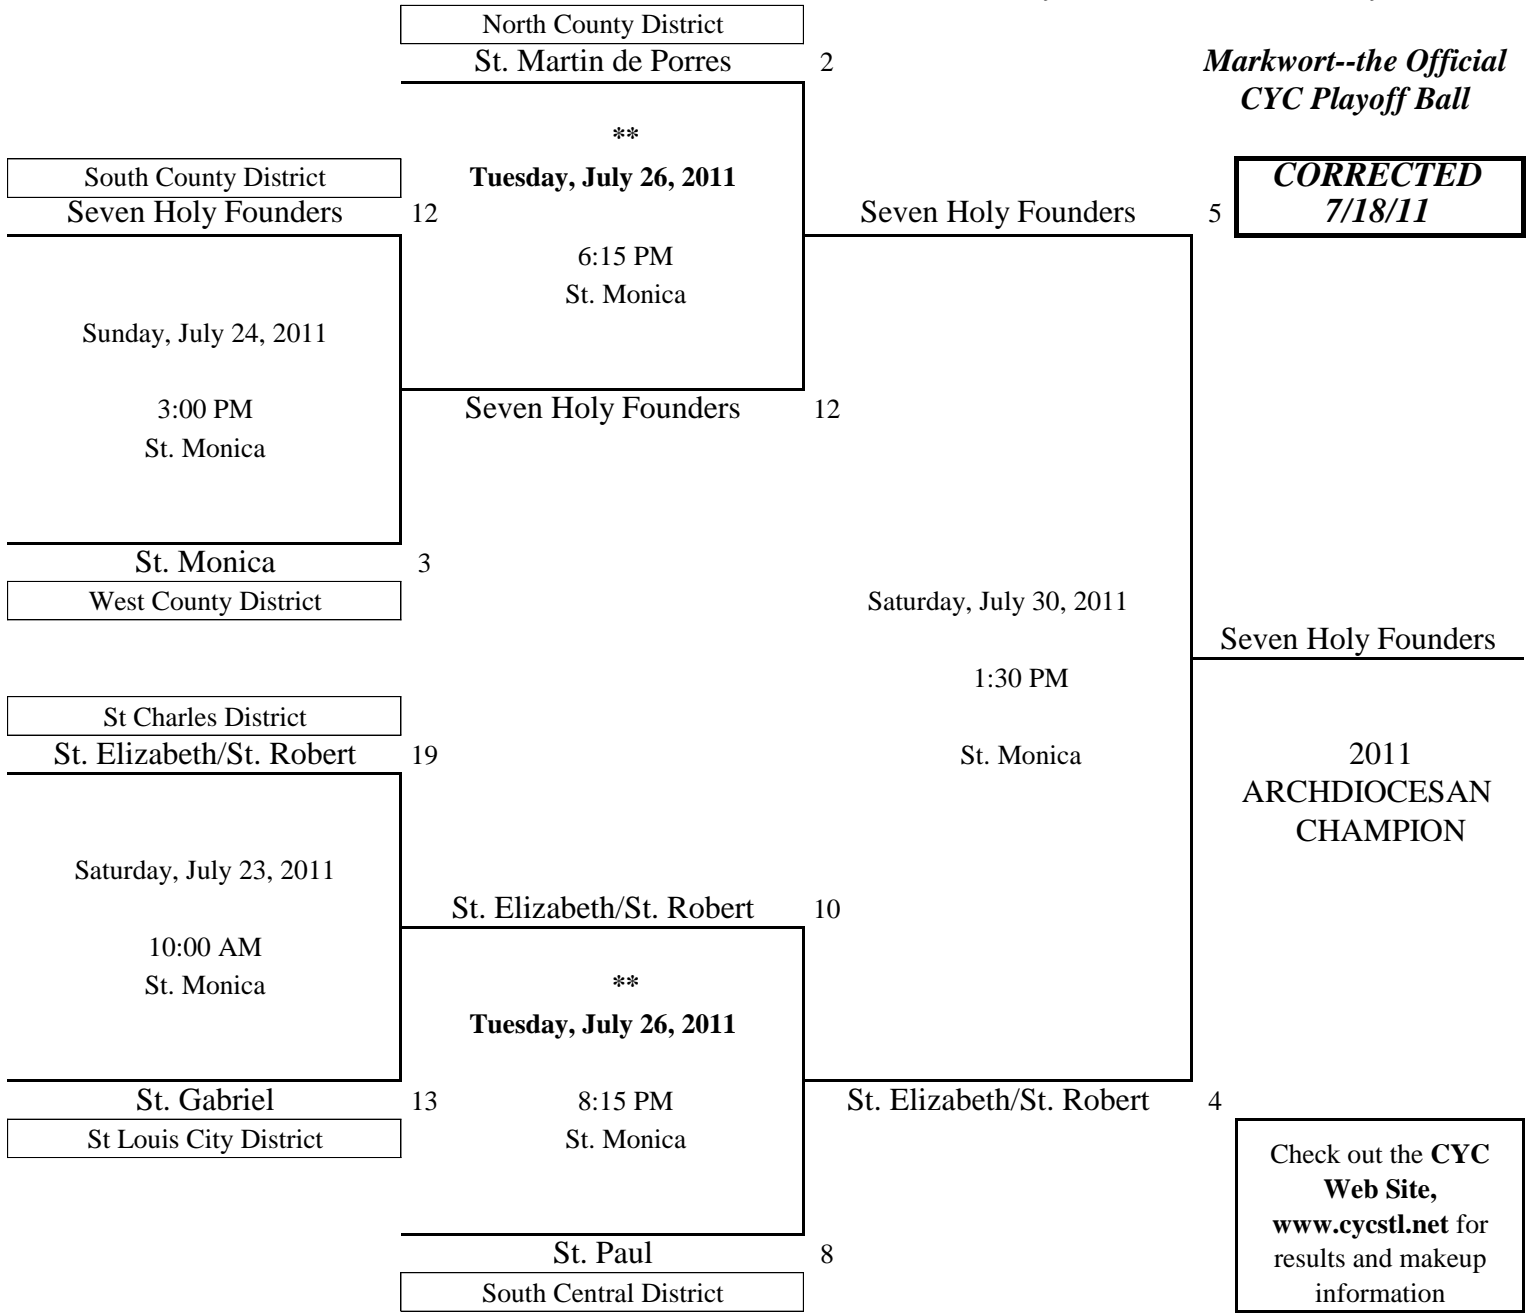 North County District
St. Martin de Porres 2
Markwort--the Official
CYC Playoff Ball
**
South County District
Tuesday, July 26, 2011
CORRECTED
Seven Holy Founders 12
Seven Holy Founders 5
7/18/11
6:15 PM
St. Monica
Sunday, July 24, 2011
3:00 PM
Seven Holy Founders 12
St. Monica
St. Monica 3
West County District
Saturday, July 30, 2011
Seven Holy Founders
1:30 PM
St Charles District
St. Elizabeth/St. Robert 19
St. Monica
2011
ARCHDIOCESAN
CHAMPION
Saturday, July 23, 2011
St. Elizabeth/St. Robert 10
10:00 AM
St. Monica
**
Tuesday, July 26, 2011
St. Gabriel 13
8:15 PM
St. Elizabeth/St. Robert 4
St Louis City District
St. Monica
Check out the CYC
Web Site,
www.cycstl.net for
results and makeup
information
St. Paul 8
South Central District